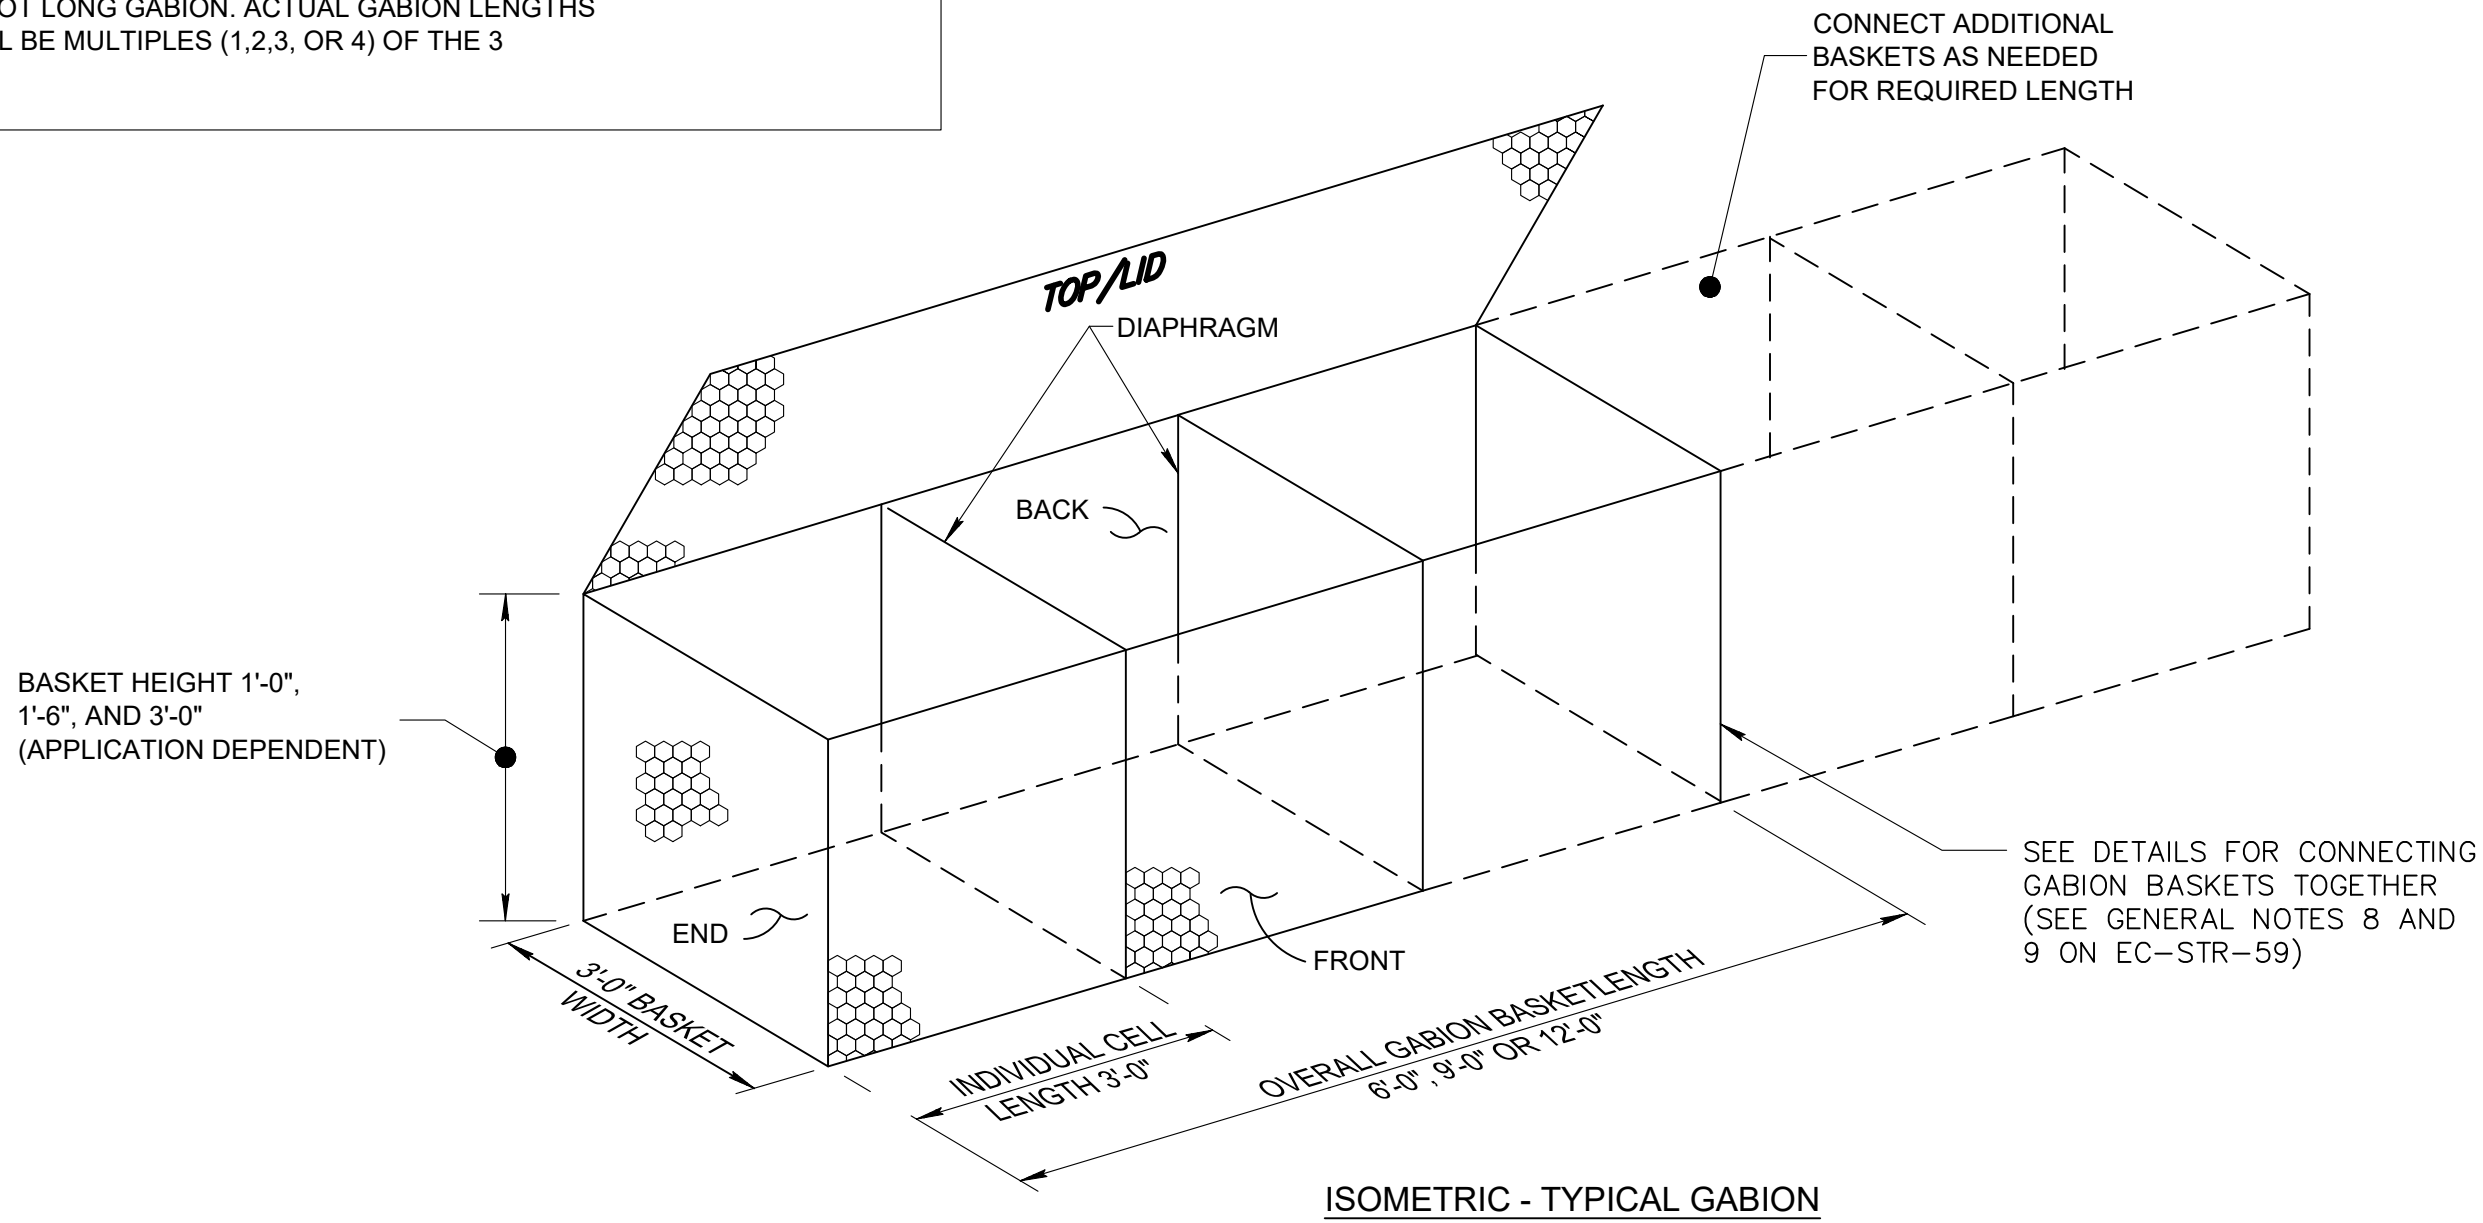 OT LONG GABION. ACTUAL GABION LENGTHS
L BE MULTIPLES (1,2,3, OR 4) OF THE 3
CONNECT ADDITIONAL
BASKETS AS NEEDED
FOR REQUIRED LENGTH
TOP/LID
DIAPHRAGM
BACK
BASKET HEIGHT 1'-0",
1'-6", AND 3'-0"
(APPLICATION DEPENDENT)
END
FRONT
SEE DETAILS FOR CONNECTING
GABION BASKETS TOGETHER
(SEE GENERAL NOTES 8 AND
9 ON EC-STR-59)
3'-0" BASKET
WIDTH
INDIVIDUAL CELL
LENGTH 3'-0"
OVERALL GABION BASKETLENGTH
6'-0" , 9'-0" OR 12'-0"
ISOMETRIC - TYPICAL GABION